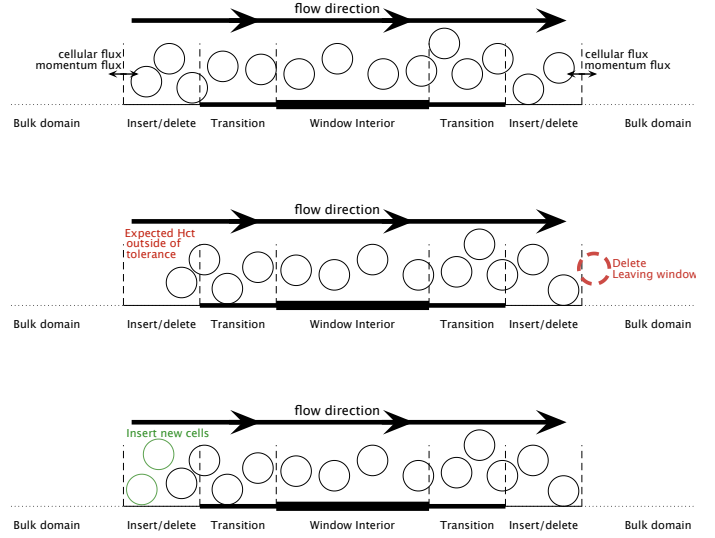 flow direction
cellular flux
momentum flux
cellular flux
momentum flux
Bulk domain
Insert/delete
Transition
Window Interior
Transition
Insert/delete
Bulk domain
flow direction
Expected Hct
outside of
tolerance
Delete
Leaving window
Bulk domain
Insert/delete
Transition
Window Interior
Transition
Insert/delete
Bulk domain
flow direction
Insert new cells
Bulk domain
Insert/delete
Transition
Window Interior
Transition
Insert/delete
Bulk domain